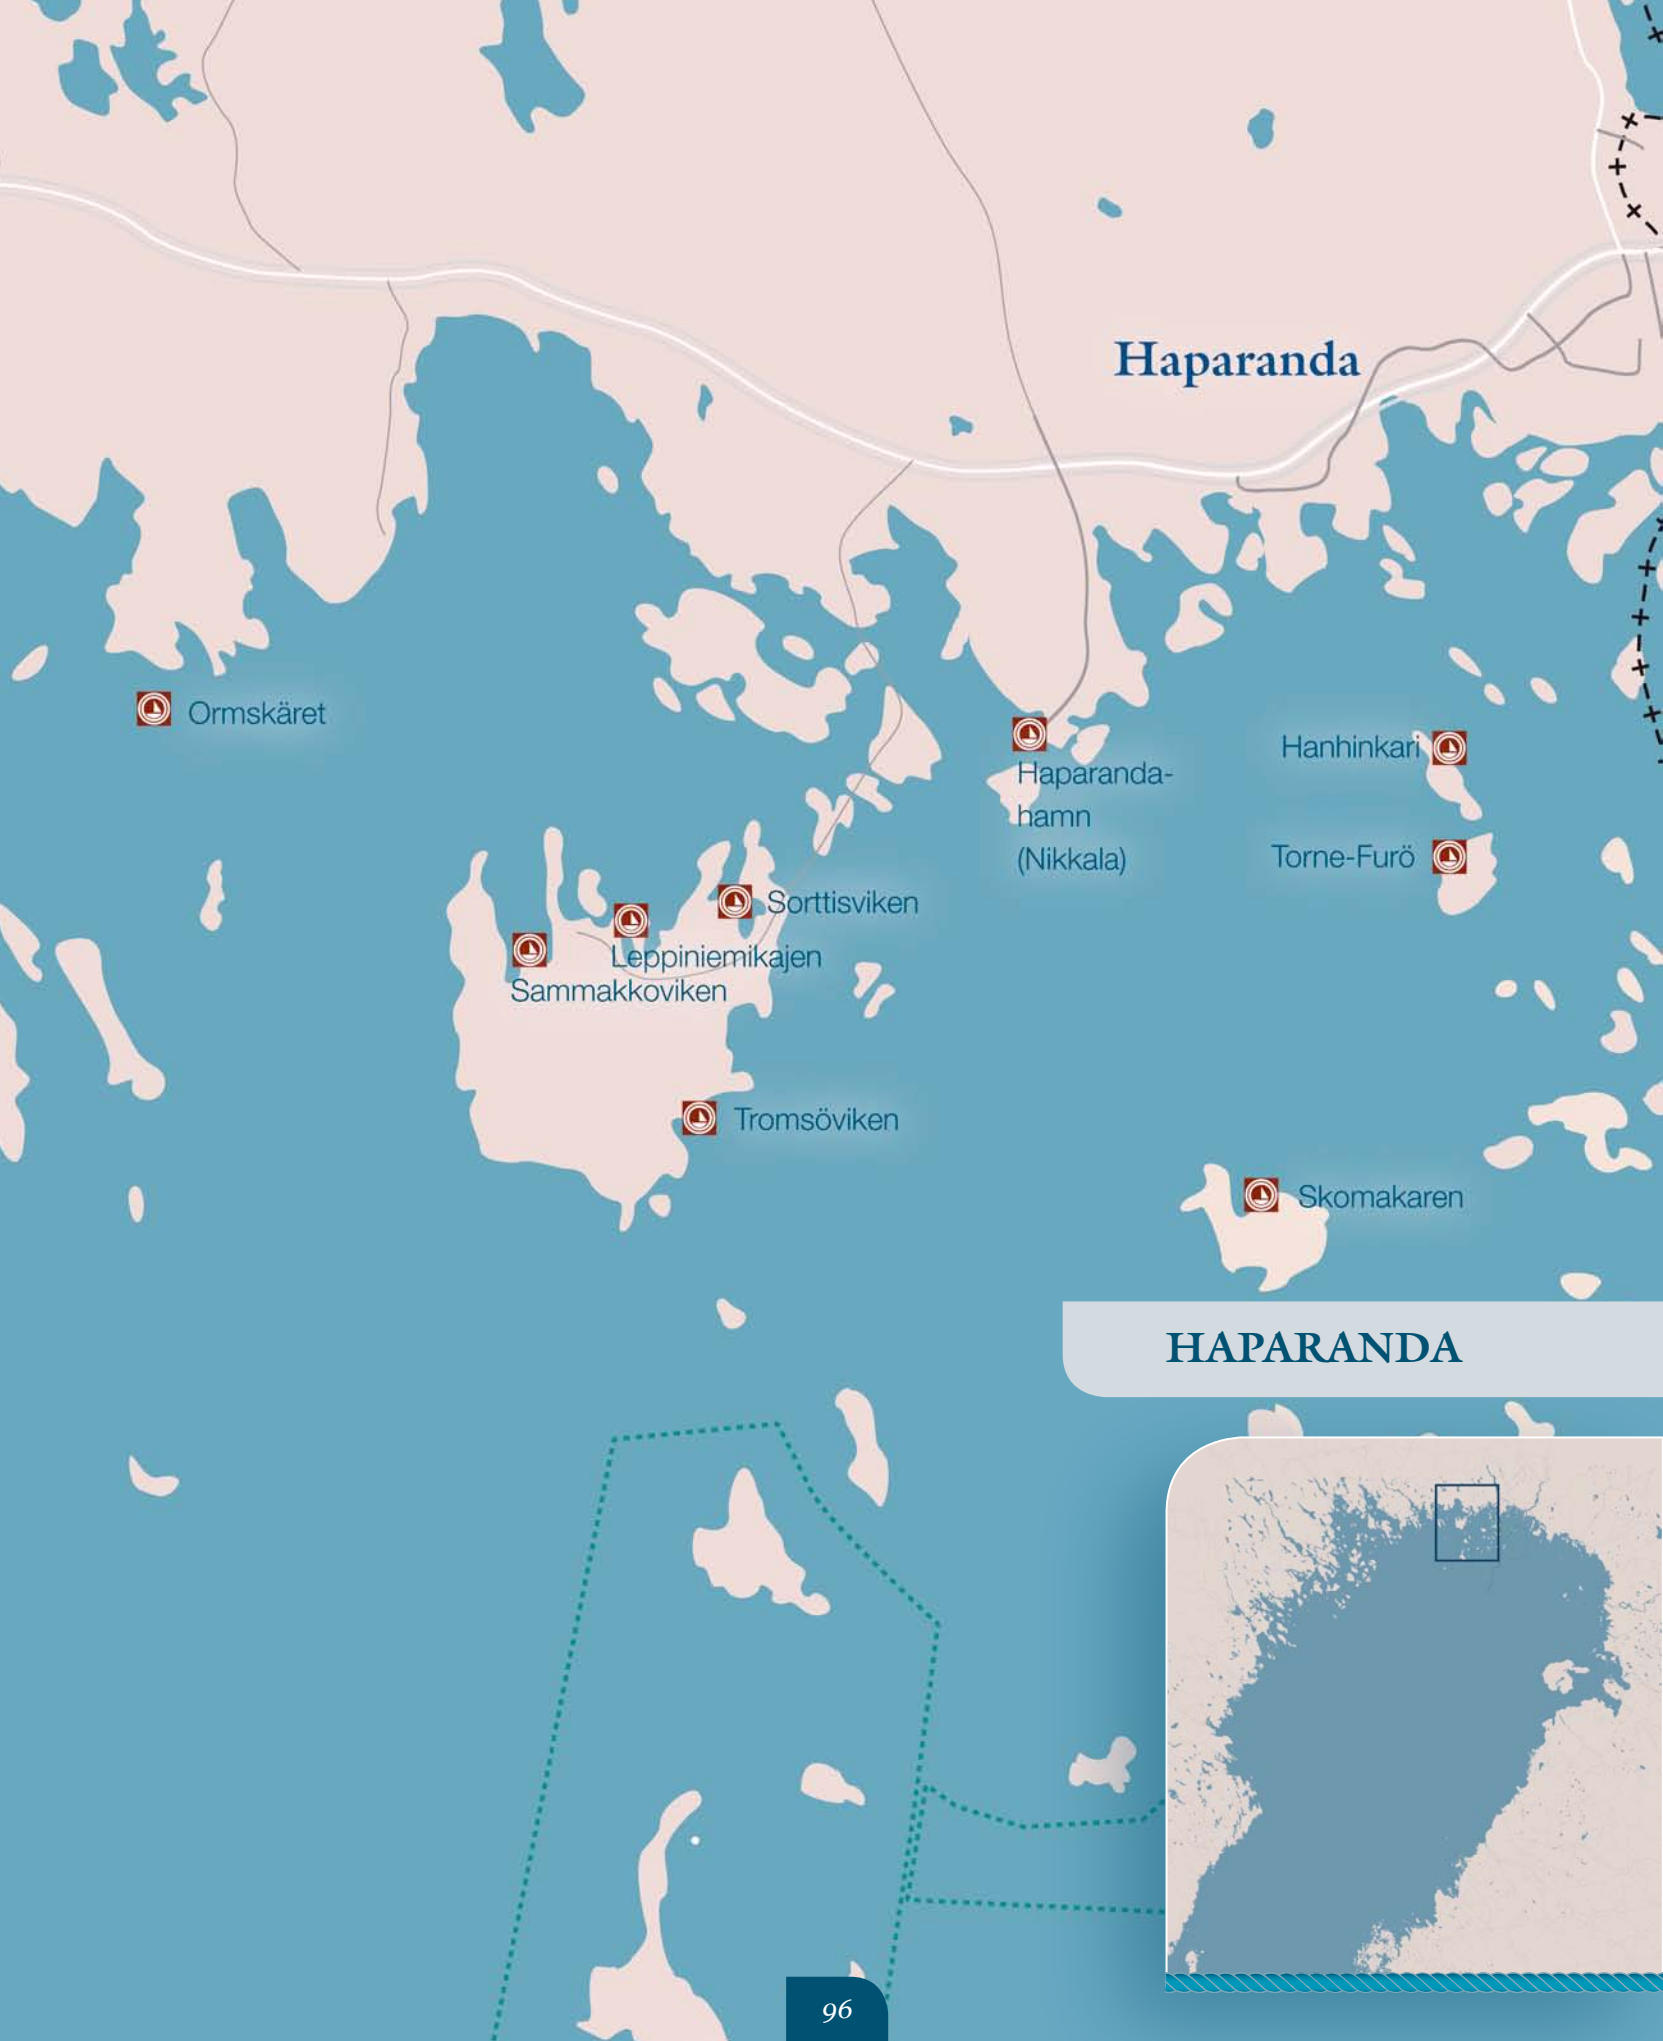 Haparanda
Ormskäret
Hanhinkari
Haparanda-
hamn
(Nikkala)
Torne-Furö
Sorttisviken
Leppiniemikajen
Sammakkoviken
Tromsöviken
Skomakaren
HAPARANDA
96